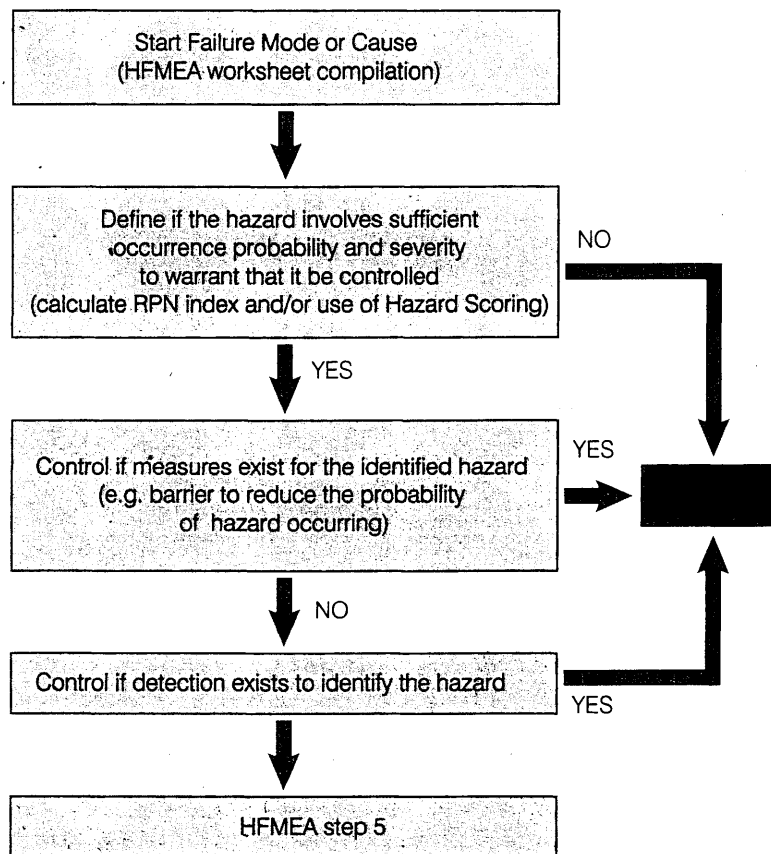 Start Failure Mode or Cause
(HFMEA worksheet compilation)
Define if the hazard involves sufficient
occurrence probability and severity
to warrant that it be controlled
(calculate RPN index and/or use of Hazard Scoring)
NO
YES
Control if measures exist for the identified hazard
(e.g. barrier to reduce the probability
of hazard occurring)
YES
NO
Control if detection exists to identify the hazard
YES
HFMEA step 5